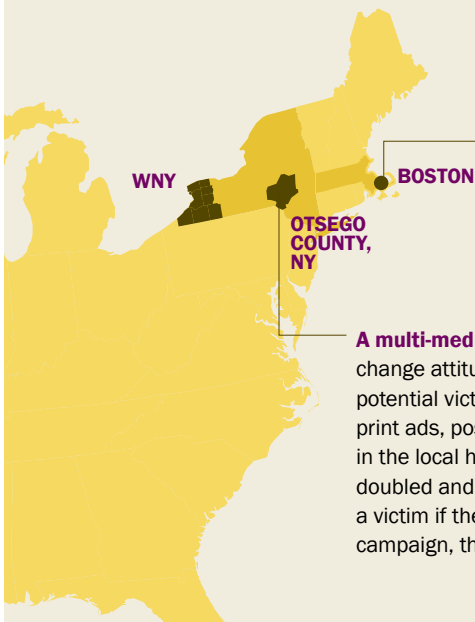 WNY
BOSTON
OTSEGO
COUNTY,
NY
A multi-med
change attitu
potential vict
print ads, pos
in the local h
doubled and
a victim if the
campaign, th